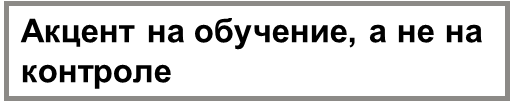 Акцент на обучение, а не на
контроле